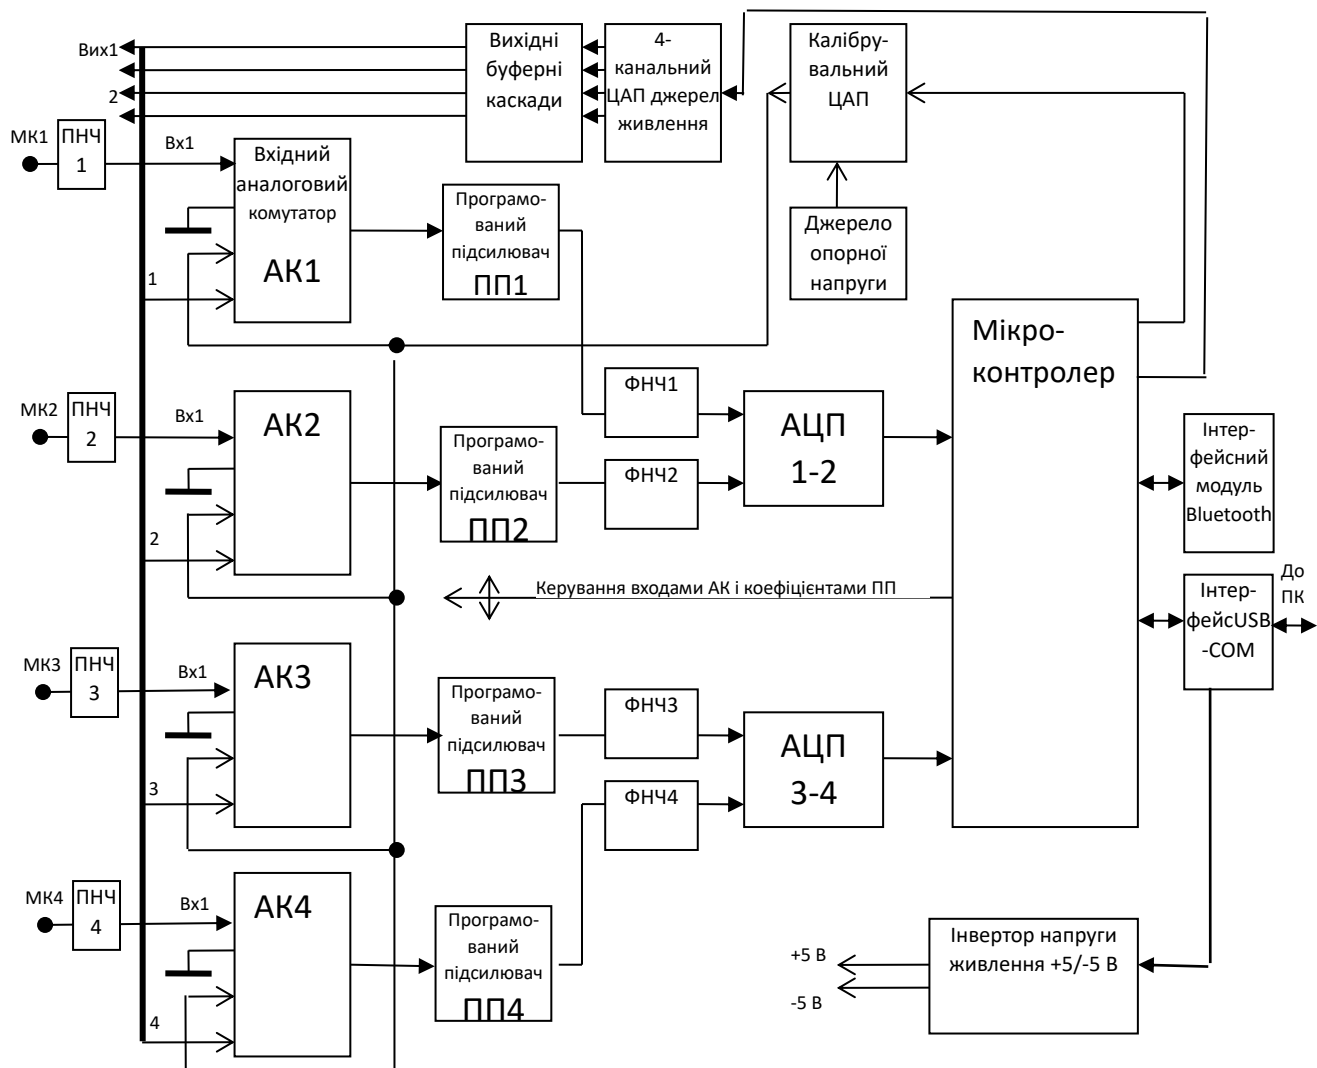 Вих1
2
Вихідні
буферні
каскади
4-
канальний
ЦАП джерел
живлення
Калібру-
вальний
ЦАП
МК1
ПНЧ
1
Вх1
Вхідний
аналоговий
комутатор
АК1
1
Програмо-
ваний
підсилювач
ПП1
Джерело
опорної
напруги
Мікро-
контролер
ФНЧ1
АЦП
1-2
МК2
ПНЧ
2
Вх1
АК2
2
Програмо-
ваний
підсилювач
ПП2
ФНЧ2
Інтер-
фейсний
модуль
Bluetooth
Керування входами АК і коефіцієнтами ПП
Інтер-
фейсUSB
-COM
До
ПК
МК3
ПНЧ
3
Вх1
АК3
3
Програмо-
ваний
підсилювач
ПП3
ФНЧ3
АЦП
3-4
ФНЧ4
МК4
ПНЧ
4
Вх1
АК4
4
Програмо-
ваний
підсилювач
ПП4
+5 В
-5 В
Інвертор напруги
живлення +5/-5 В